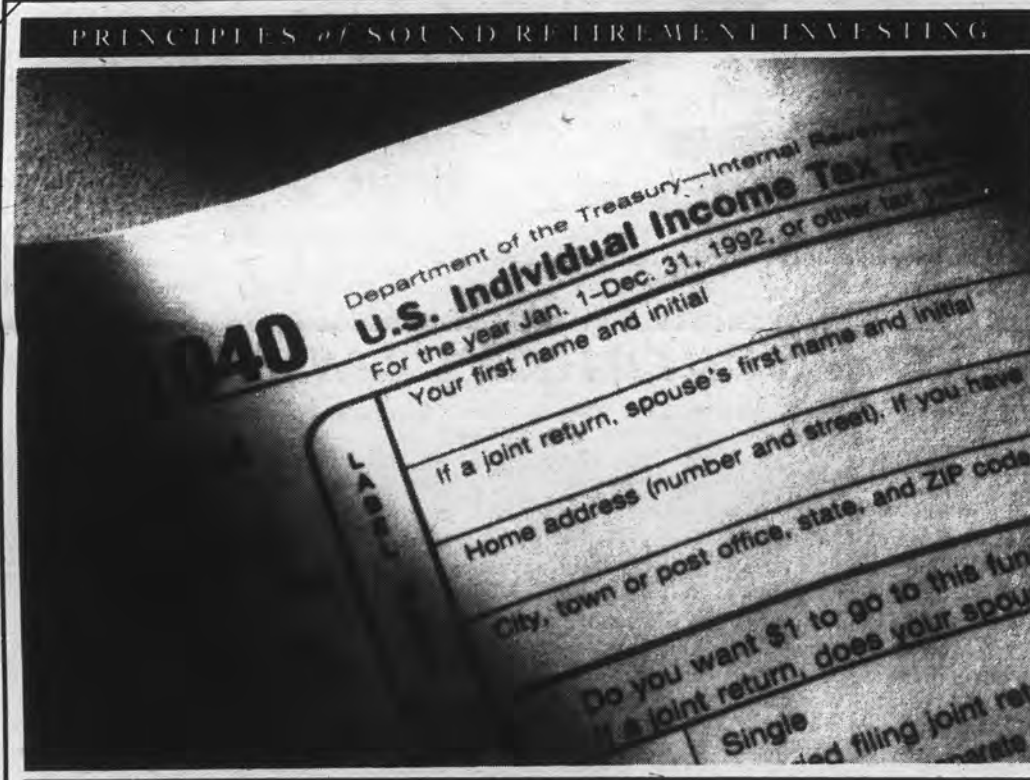 PRINCIPLES of SOUND RETIREMENT INVESTING
Department of the Treasury—Internal Revenue
1040 U.S. Individual Income Tax
For the year Jan. 1–Dec. 31, 1992, or other tax year
LABEL
Your first name and initial
If a joint return, spouse's first name and initial
Home address (number and street). If you have
City, town or post office, state, and ZIP code
Do you want $1 to go to this
If a joint return, does your
Single
filing joint